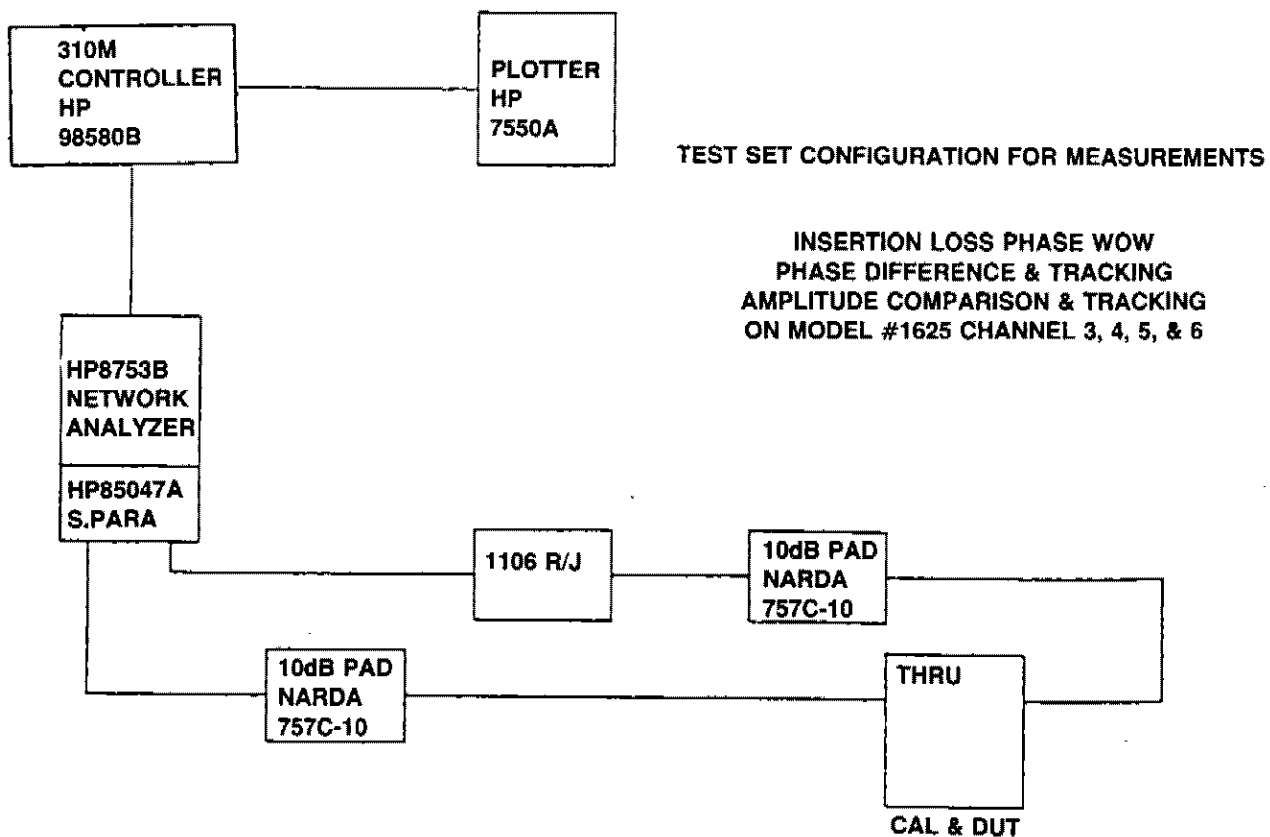 310M
CONTROLLER
HP
98580B
PLOTTER
HP
7550A
TEST SET CONFIGURATION FOR MEASUREMENTS
INSERTION LOSS PHASE WOW
PHASE DIFFERENCE & TRACKING
AMPLITUDE COMPARISON & TRACKING
ON MODEL #1625 CHANNEL 3, 4, 5, & 6
HP8753B
NETWORK
ANALYZER
HP85047A
S.PARA
1106 R/J
10dB PAD
NARDA
757C-10
10dB PAD
NARDA
757C-10
THRU
CAL & DUT